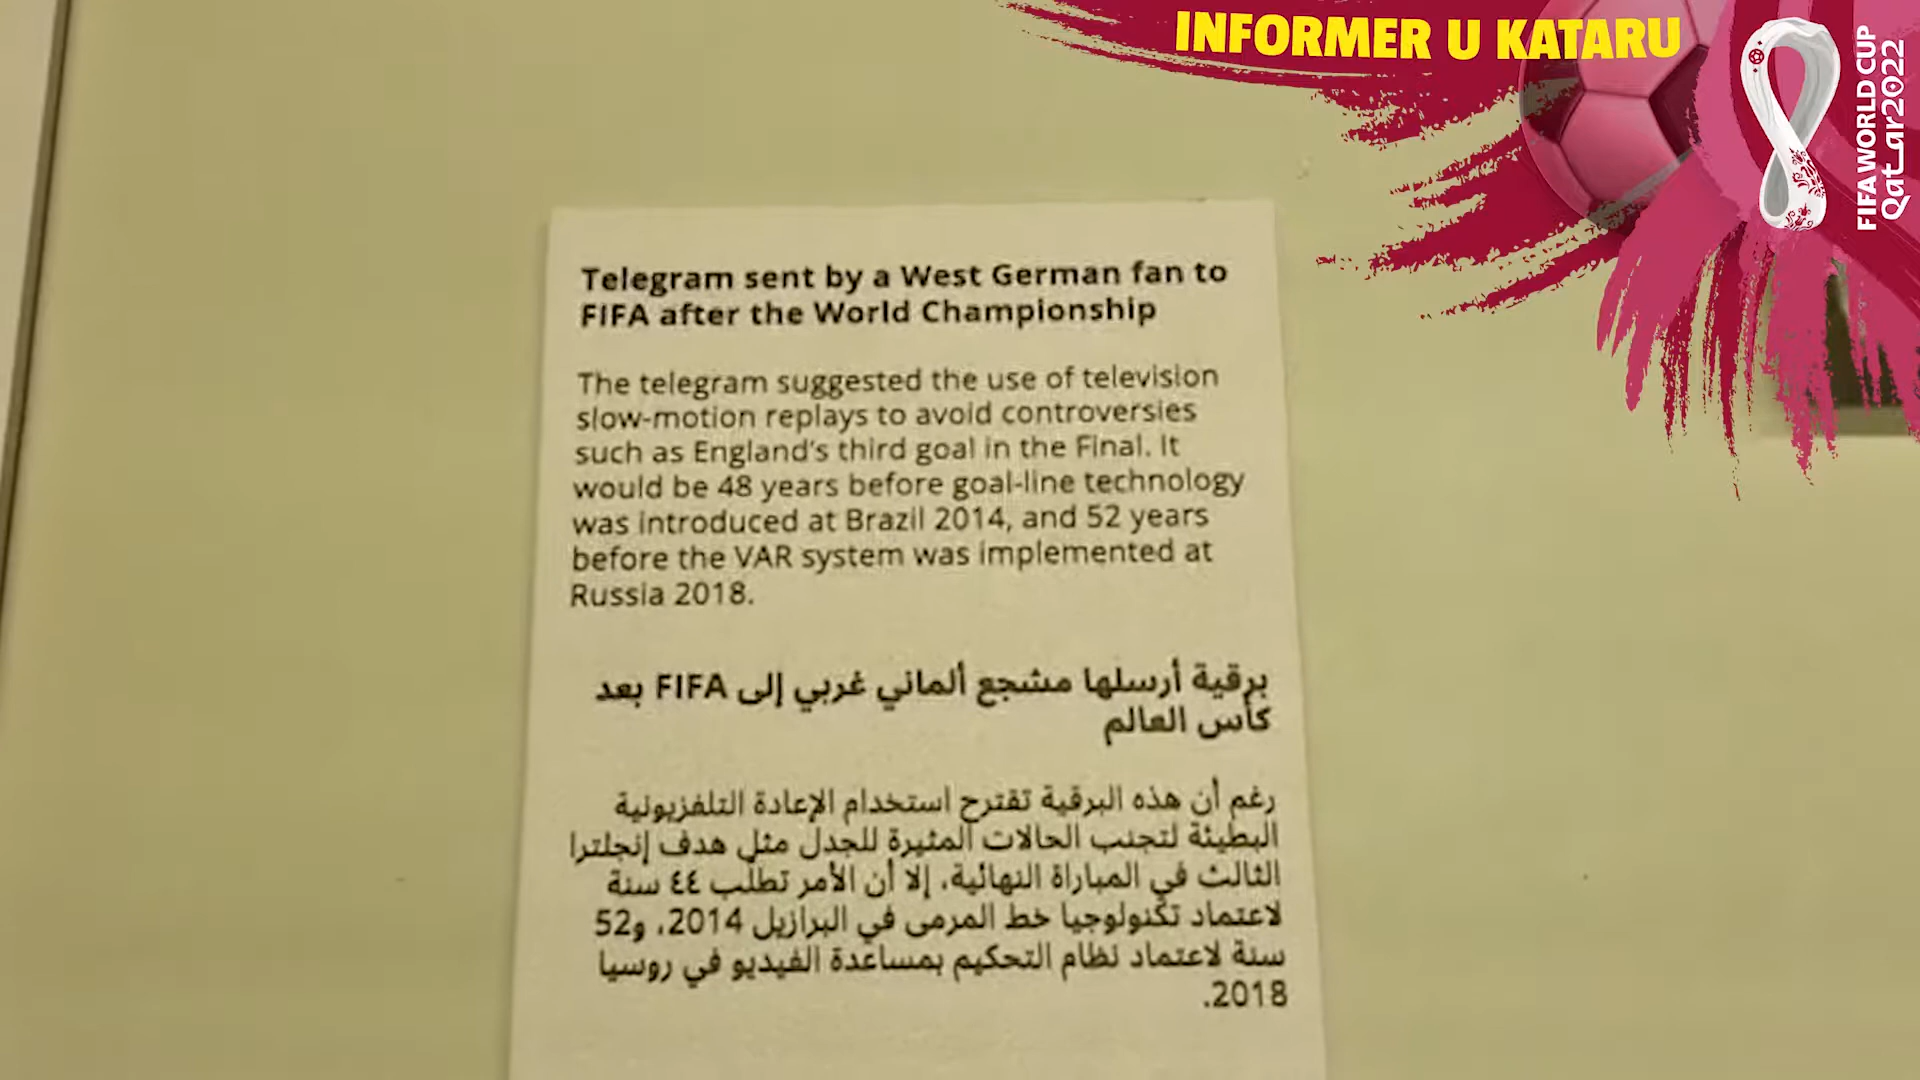 INFORMER U KATARU
FIFA WORLD CUP
Qatar2022
Telegram sent by a West German fan to
FIFA after the World Championship
The telegram suggested the use of television
slow-motion replays to avoid controversies
such as England's third goal in the Final. It
would be 48 years before goal-line technology
was introduced at Brazil 2014, and 52 years
before the VAR system was implemented at
Russia 2018.
برقية أرسلها مشجع ألماني غربي إلى FIFA بعد
كأس العالم
رغم أن هذه البرقية تقترح استخدام الإعادة التلفزيونية
البطيئة لتجنب الحالات المثيرة للجدل مثل هدف إنجلترا
الثالث في المباراة النهائية، إلا أن الأمر تطلب ٤٤ سنة
لاعتماد تكنولوجيا خط المرمى في البرازيل 2014، و52
سنة لاعتماد نظام التحكيم بمساعدة الفيديو في روسيا
2018.